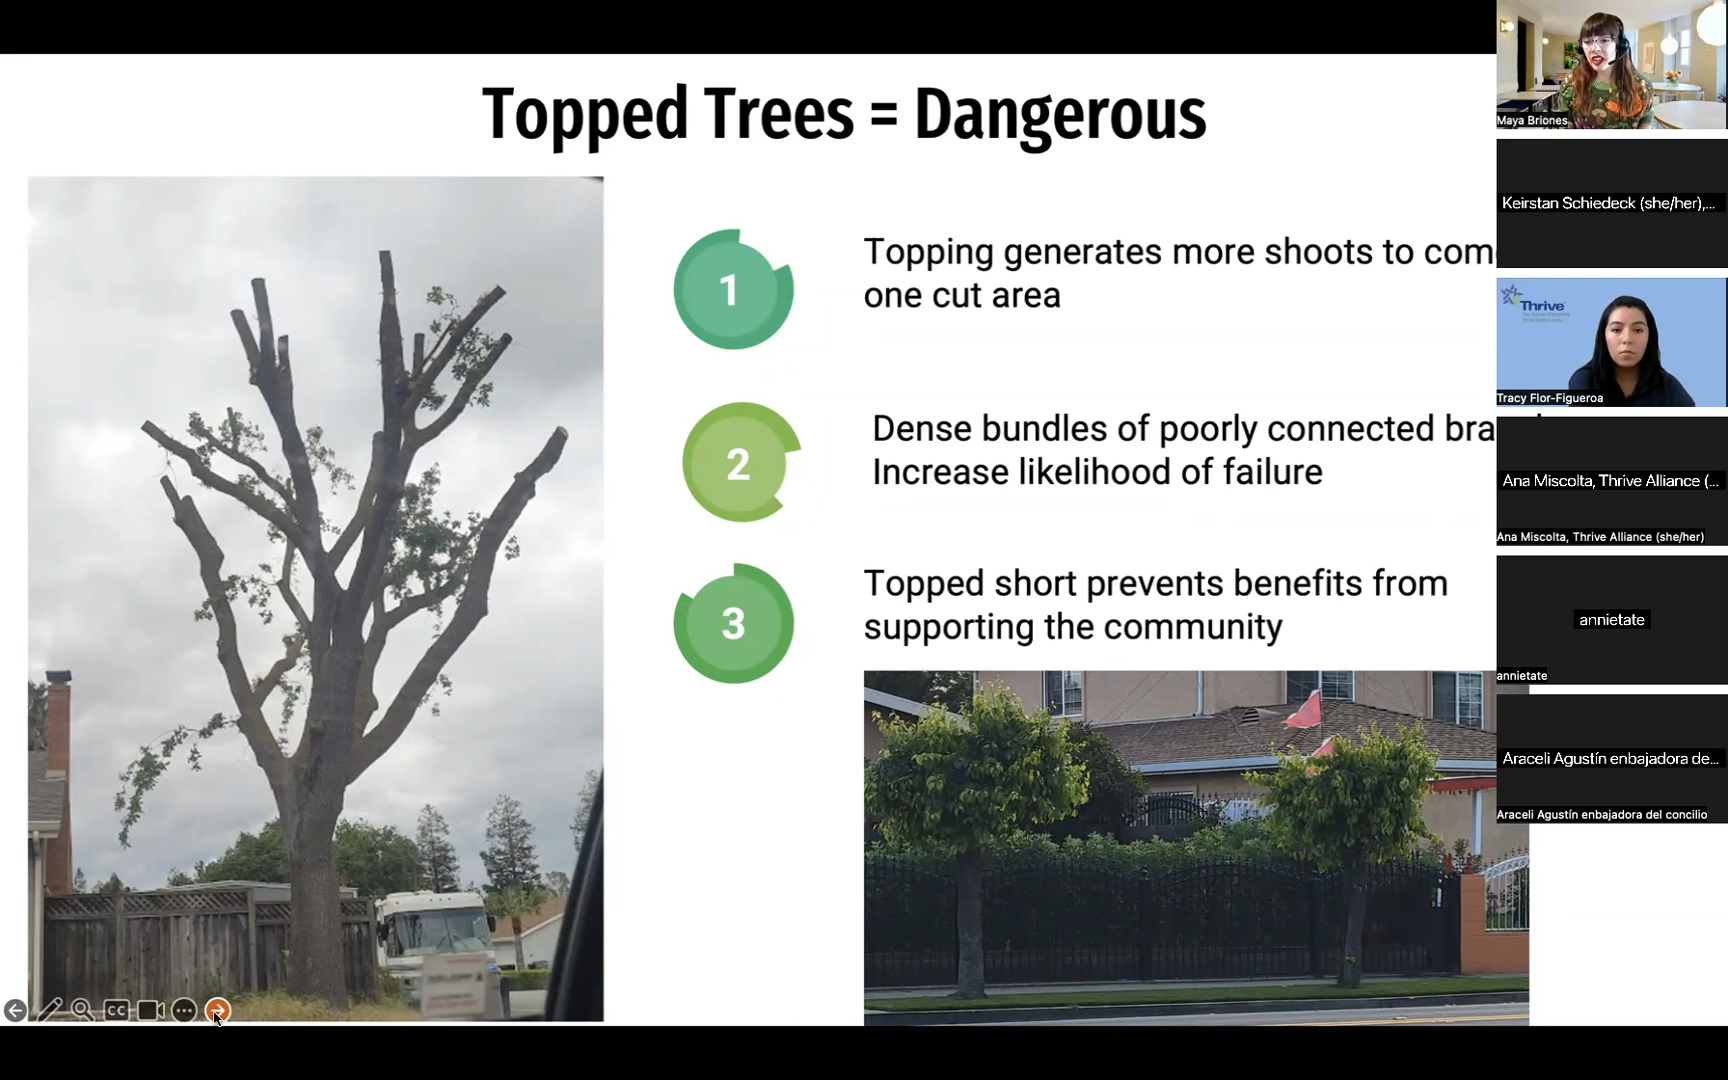 Topped Trees = Dangerous
1
Topping generates more shoots to com
one cut area
2
Dense bundles of poorly connected bra
Increase likelihood of failure
3
Topped short prevents benefits from
supporting the community
CC
Maya Briones
Keirstan Schiedeck (she/her),...
Thrive
Tracy Flor-Figueroa
Ana Miscolta, Thrive Alliance (...
Ana Miscolta, Thrive Alliance (she/her)
annietate
annietate
Araceli Agustín enbajadora de...
Araceli Agustín enbajadora del concilio